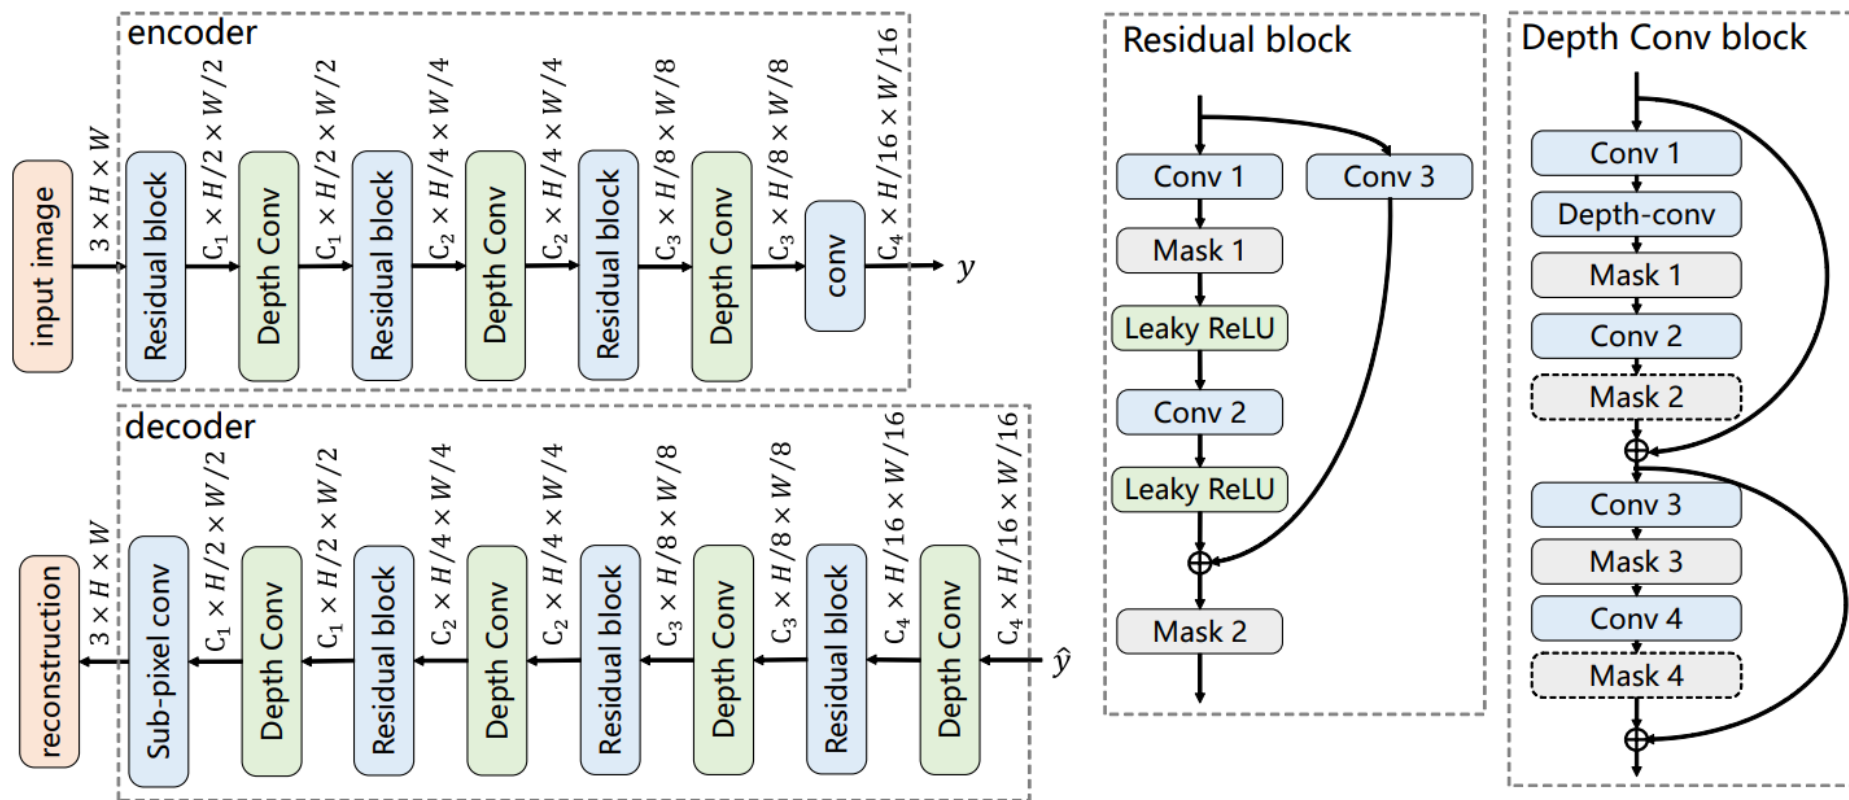 encoder
input image
3 × H × W
Residual block
C₁ × H/2 × W/2
Depth Conv
C₁ × H/2 × W/2
Residual block
C₂ × H/4 × W/4
Depth Conv
C₂ × H/4 × W/4
Residual block
C₃ × H/8 × W/8
Depth Conv
C₃ × H/8 × W/8
conv
C₄ × H/16 × W/16
y
decoder
reconstruction
3 × H × W
Sub-pixel conv
C₁ × H/2 × W/2
Depth Conv
C₁ × H/2 × W/2
Residual block
C₂ × H/4 × W/4
Depth Conv
C₂ × H/4 × W/4
Residual block
C₃ × H/8 × W/8
Depth Conv
C₃ × H/8 × W/8
Residual block
C₄ × H/16 × W/16
Depth Conv
C₄ × H/16 × W/16
ŷ
Residual block
Conv 1
Conv 3
Mask 1
Leaky ReLU
Conv 2
Leaky ReLU
Mask 2
Depth Conv block
Conv 1
Depth-conv
Mask 1
Conv 2
Mask 2
Conv 3
Mask 3
Conv 4
Mask 4